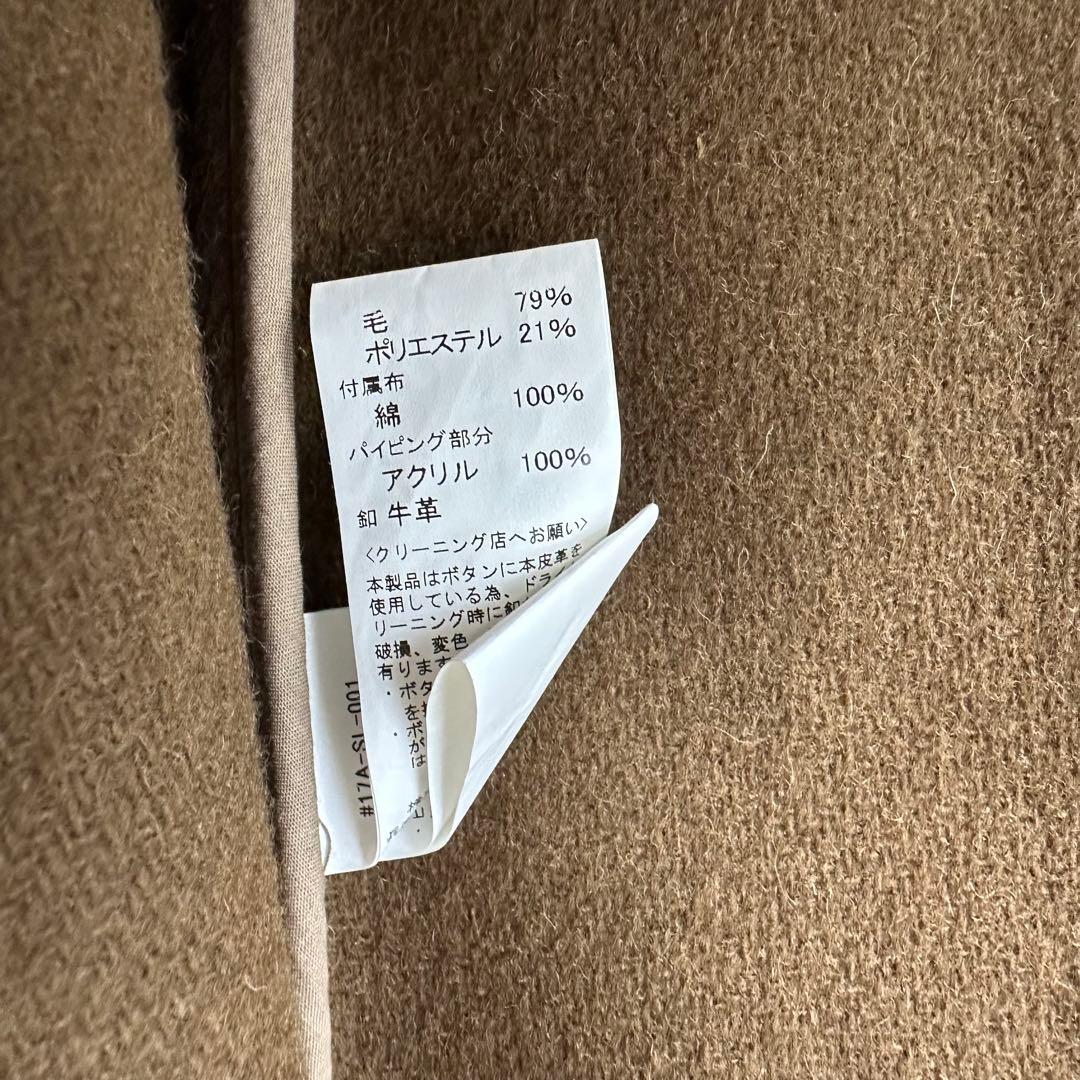 毛 79%
ポリエステル 21%
付属布
綿 100%
パイピング部分
アクリル 100%
釦 牛革
〈クリーニング店へお願い〉
本製品はボタンに本皮革を
使用している為、ドラ
リーニング時に釦
破損、変色
有ります
・ボタ
を
・ボ
が
は
#17A-SL-001